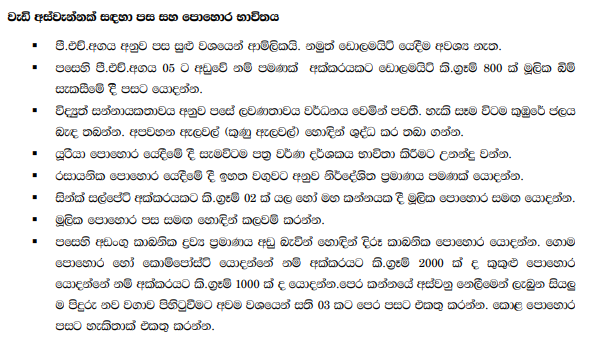 වැඩි අස්වැන්නක් සඳහා පස සහ පොහොර භාවිතය
▪ පී.එච්.අගය අනුව පස සුළු වශයෙන් ආම්ලිකයි. නමුත් ඩොලමයිට් යෙදීම අවශ්‍ය නැත.
▪ පසෙහි පී.එච්.අගය 05 ට අඩුවේ නම් පමණක් අක්කරයකට ඩොලමයිට් කි.ග්‍රෑම් 800 ක් මූලික බිම්
සැකසීමේ දී පසට යොදන්න.
▪ විද්‍යුත් සන්නායකතාවය අනුව පසේ ලවණතාවය වර්ධනය වෙමින් පවතී. හැකි සෑම විටම කුඹුරේ ජලය
බැඳ තබන්න. අපවහන ඇලවල් (කුණු ඇලවල්) හොඳින් ශුද්ධ කර තබා ගන්න.
▪ යූරියා පොහොර යෙදීමේ දී සැමවිටම පත්‍ර වර්ණ දර්ශකය භාවිතා කිරීමට උනන්දු වන්න.
▪ රසායනික පොහොර යෙදීමේ දී ඉහත වගුවට අනුව නිර්දේශිත ප්‍රමාණය පමණක් යොදන්න.
▪ සින්ක් සල්පේට් අක්කරයකට කි.ග්‍රෑම් 02 ක් යල හෝ මහ කන්නයක දී මූලික පොහොර සමඟ යොදන්න.
▪ මූලික පොහොර පස සමඟ හොඳින් කලවම් කරන්න.
▪ පසෙහි අඩංගු කාබනික ද්‍රව්‍ය ප්‍රමාණය අඩු බැවින් හොඳින් දිරූ කාබනික පොහොර යොදන්න. ගොම
පොහොර හෝ කොම්පෝස්ට් යොදන්නේ නම් අක්කරයට කි.ග්‍රෑම් 2000 ක් ද කුකුළු පොහොර
යොදන්නේ නම් අක්කරයට කි.ග්‍රෑම් 1000 ක් ද යොදන්න.පෙර කන්නයේ අස්වනු නෙලීමෙන් ලැබුන සියලු
ම පිදුරු නව වගාව පිහිටුවීමට අවම වශයෙන් සති 03 කට පෙර පසට එකතු කරන්න. කොළ පොහොර
පසට හැකිතාක් එකතු කරන්න.